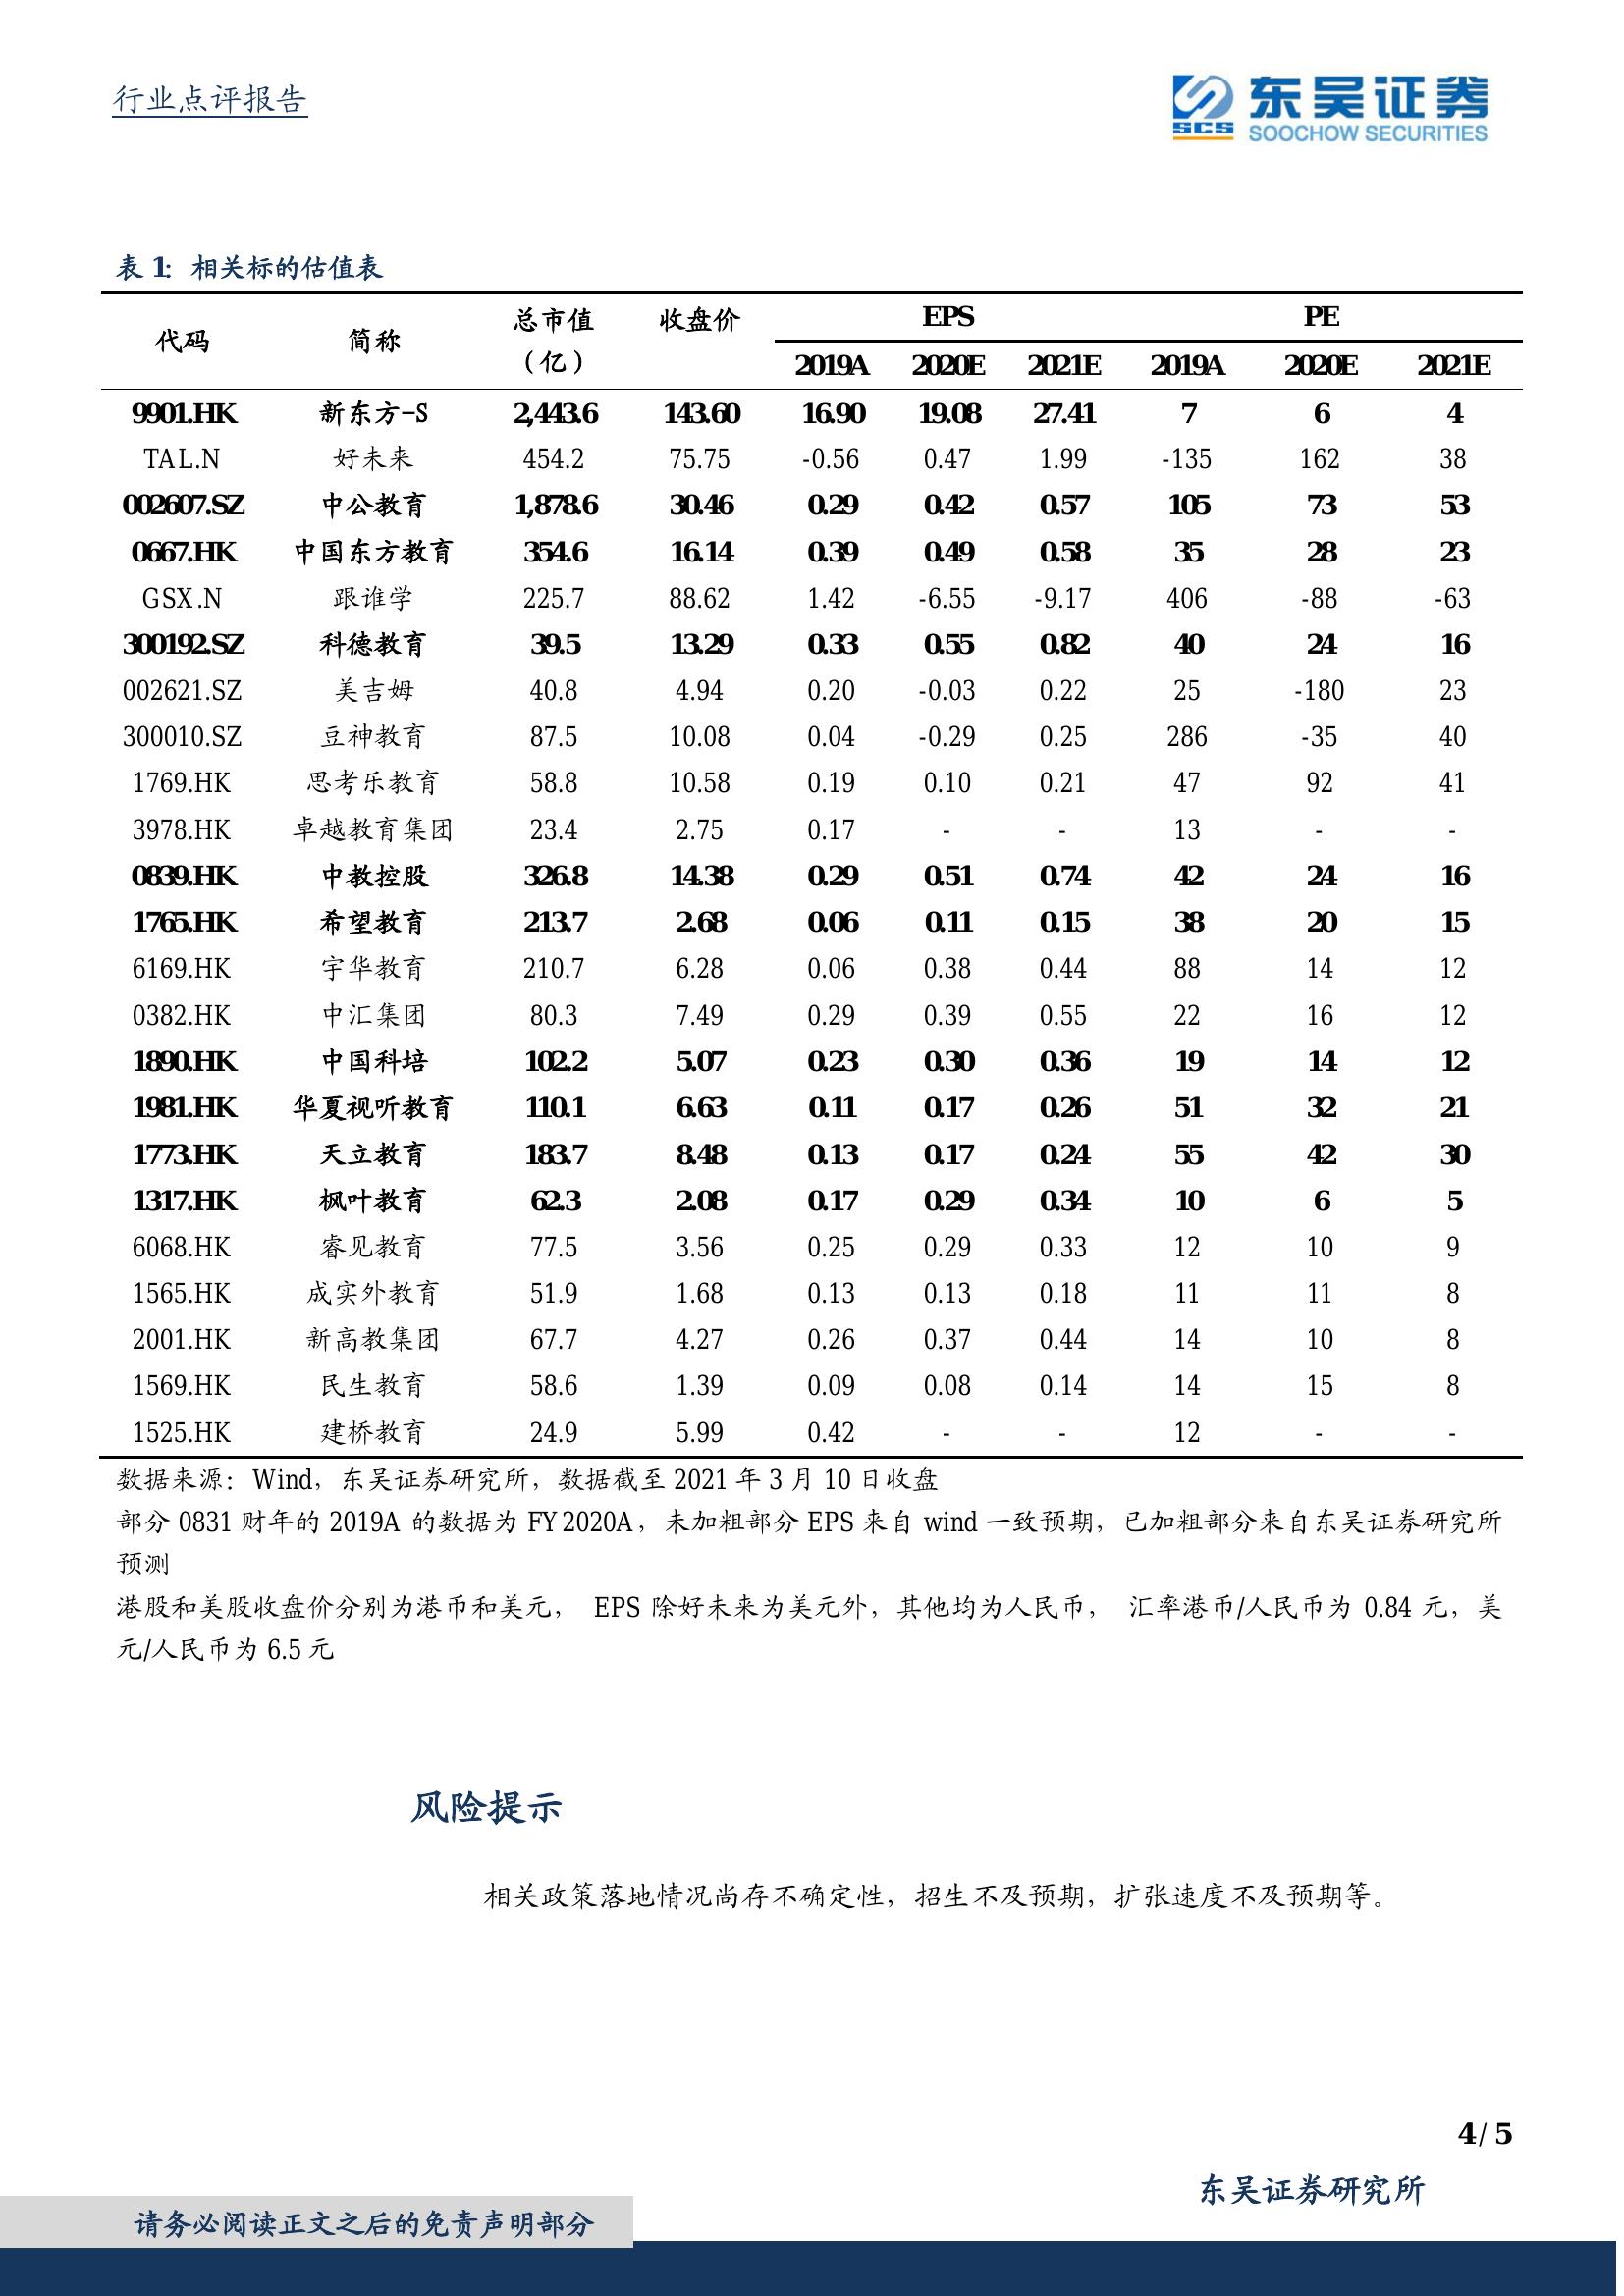 行业点评报告
SCS 东吴证券
SOOCHOW SECURITIES
表 1: 相关标的估值表
代码 简称 总市值（亿） 收盘价 EPS PE
2019A 2020E 2021E 2019A 2020E 2021E
9901.HK 新东方-S 2,443.6 143.60 16.90 19.08 27.41 7 6 4
TAL.N 好未来 454.2 75.75 -0.56 0.47 1.99 -135 162 38
002607.SZ 中公教育 1,878.6 30.46 0.29 0.42 0.57 105 73 53
0667.HK 中国东方教育 354.6 16.14 0.39 0.49 0.58 35 28 23
GSX.N 跟谁学 225.7 88.62 1.42 -6.55 -9.17 406 -88 -63
300192.SZ 科德教育 39.5 13.29 0.33 0.55 0.82 40 24 16
002621.SZ 美吉姆 40.8 4.94 0.20 -0.03 0.22 25 -180 23
300010.SZ 豆神教育 87.5 10.08 0.04 -0.29 0.25 286 -35 40
1769.HK 思考乐教育 58.8 10.58 0.19 0.10 0.21 47 92 41
3978.HK 卓越教育集团 23.4 2.75 0.17 - - 13 - -
0839.HK 中教控股 326.8 14.38 0.29 0.51 0.74 42 24 16
1765.HK 希望教育 213.7 2.68 0.06 0.11 0.15 38 20 15
6169.HK 宇华教育 210.7 6.28 0.06 0.38 0.44 88 14 12
0382.HK 中汇集团 80.3 7.49 0.29 0.39 0.55 22 16 12
1890.HK 中国科培 102.2 5.07 0.23 0.30 0.36 19 14 12
1981.HK 华夏视听教育 110.1 6.63 0.11 0.17 0.26 51 32 21
1773.HK 天立教育 183.7 8.48 0.13 0.17 0.24 55 42 30
1317.HK 枫叶教育 62.3 2.08 0.17 0.29 0.34 10 6 5
6068.HK 睿见教育 77.5 3.56 0.25 0.29 0.33 12 10 9
1565.HK 成实外教育 51.9 1.68 0.13 0.13 0.18 11 11 8
2001.HK 新高教集团 67.7 4.27 0.26 0.37 0.44 14 10 8
1569.HK 民生教育 58.6 1.39 0.09 0.08 0.14 14 15 8
1525.HK 建桥教育 24.9 5.99 0.42 - - 12 - -
数据来源：Wind，东吴证券研究所，数据截至 2021 年 3 月 10 日收盘
部分 0831 财年的 2019A 的数据为 FY2020A，未加粗部分 EPS 来自 wind 一致预期，已加粗部分来自东吴证券研究所
预测
港股和美股收盘价分别为港币和美元， EPS 除好未来为美元外，其他均为人民币， 汇率港币/人民币为 0.84 元，美
元/人民币为 6.5 元
风险提示
相关政策落地情况尚存不确定性，招生不及预期，扩张速度不及预期等。
4 / 5
东吴证券研究所
请务必阅读正文之后的免责声明部分